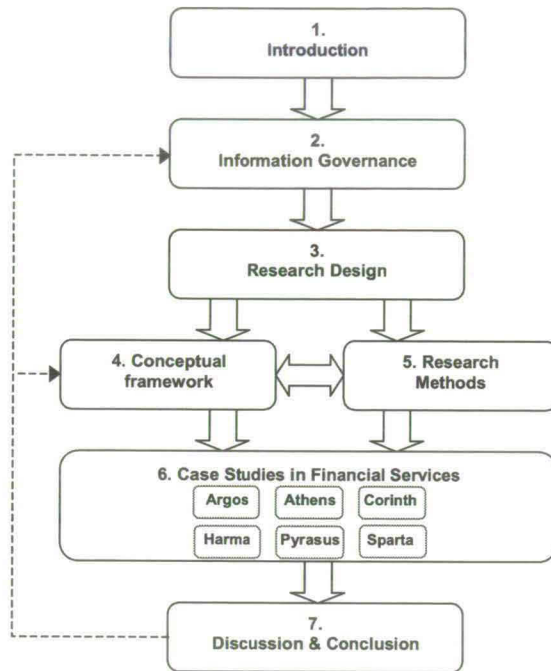 1.
Introduction
2.
Information Governance
3.
Research Design
4. Conceptual
framework
5. Research
Methods
6. Case Studies in Financial Services
Argos
Athens
Corinth
Harma
Pyrasus
Sparta
7.
Discussion & Conclusion